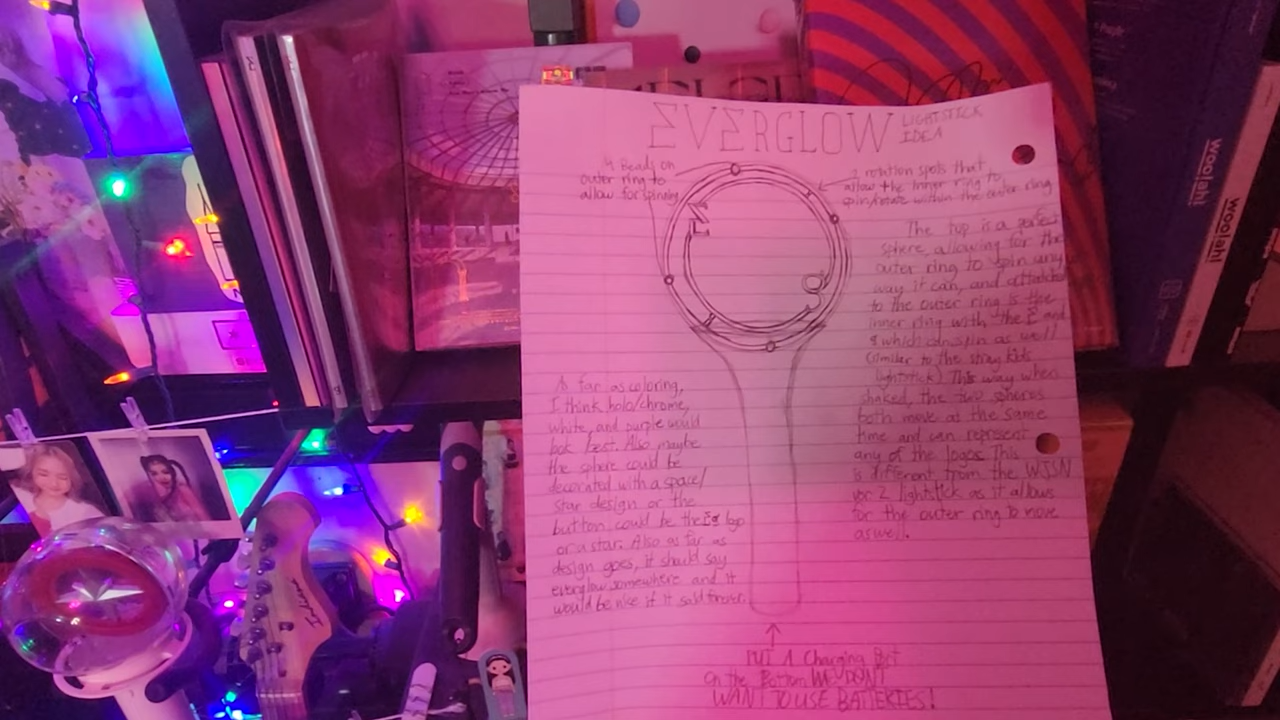 EVERGLOW
LIGHTSTICK
IDEA
4 Beads on
outer ring to
allow for spinning
2 rotation spots that
allow the inner ring to
spin/rotate within the outer ring
Σ
The top is a perfect
sphere, allowing for the
outer ring to spin any
way it can, and attatched
to the outer ring is the
inner ring with the Σ and
g which can spin as well
(similar to the stray kids
lightstick) This way when
shaked, the two spheres
both move at the same
time and can represent
any of the logos. This
is different from the WJSN
ver 2 lightstick as it allows
for the outer ring to move
as well.
As far as coloring,
I think holo/chrome,
white, and purple would
look best. Also maybe
the sphere could be
decorated with a space/
star design or the
button could be the logo
or a star. Also as far as
design goes, it should say
everglow somewhere and it
would be nice if it said forever.
PUT A Charging Port
On the Bottom WE DONT
WANT TO USE BATTERIES!
woolah!
woolah!